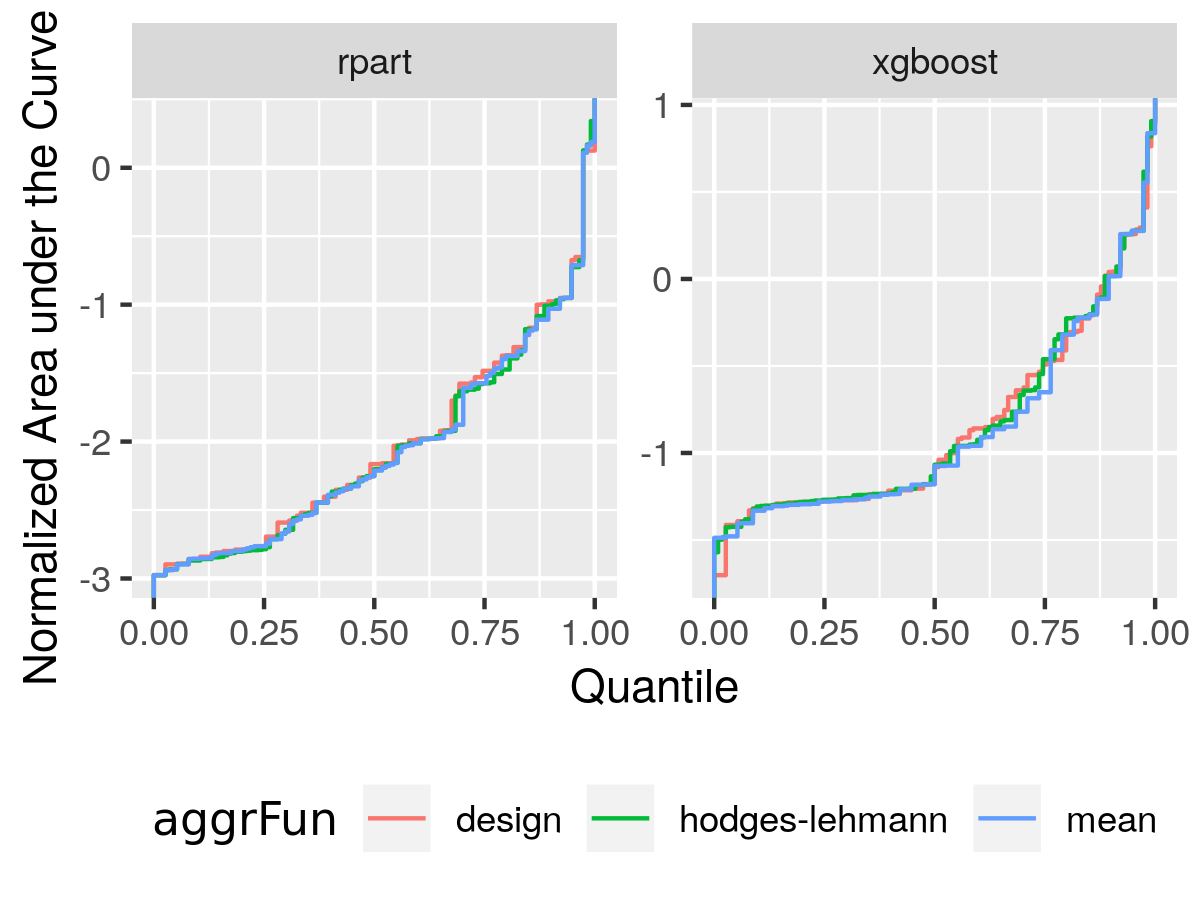 Normalized Area under the Curve
rpart
xgboost
0
-1
-2
-3
1
0
-1
0.00 0.25 0.50 0.75 1.00
0.00 0.25 0.50 0.75 1.00
Quantile
aggrFun design hodges-lehmann mean